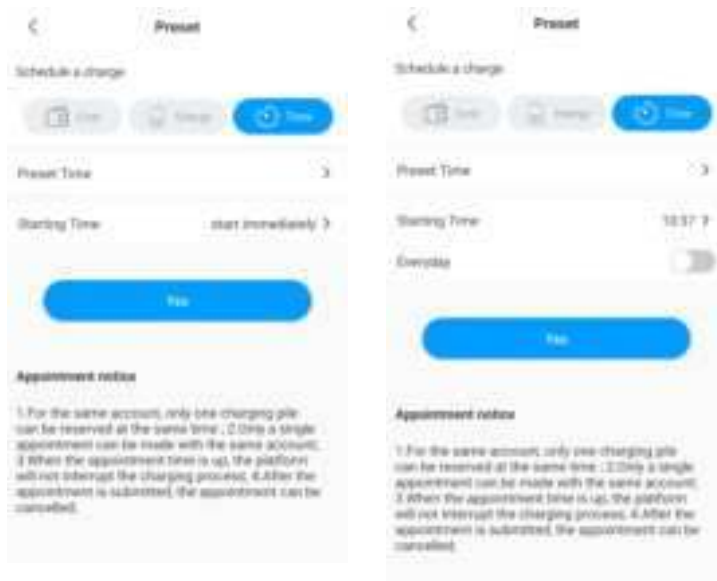 Preset
Schedule a charge
Time
Preset Time
Starting Time start immediately
Yes
Appointment notice
1.For the same account, only one charging pile
can be reserved at the same time ; 2.Only a single
appointment can be made with the same account;
3.When the appointment time is up, the platform
will not interrupt the charging process; 4.After the
appointment is submitted, the appointment can be
cancelled.
Preset
Schedule a charge
Time
Preset Time
Starting Time 10:37
Everyday
Yes
Appointment notice
1.For the same account, only one charging pile
can be reserved at the same time ; 2.Only a single
appointment can be made with the same account;
3.When the appointment time is up, the platform
will not interrupt the charging process; 4.After the
appointment is submitted, the appointment can be
cancelled.